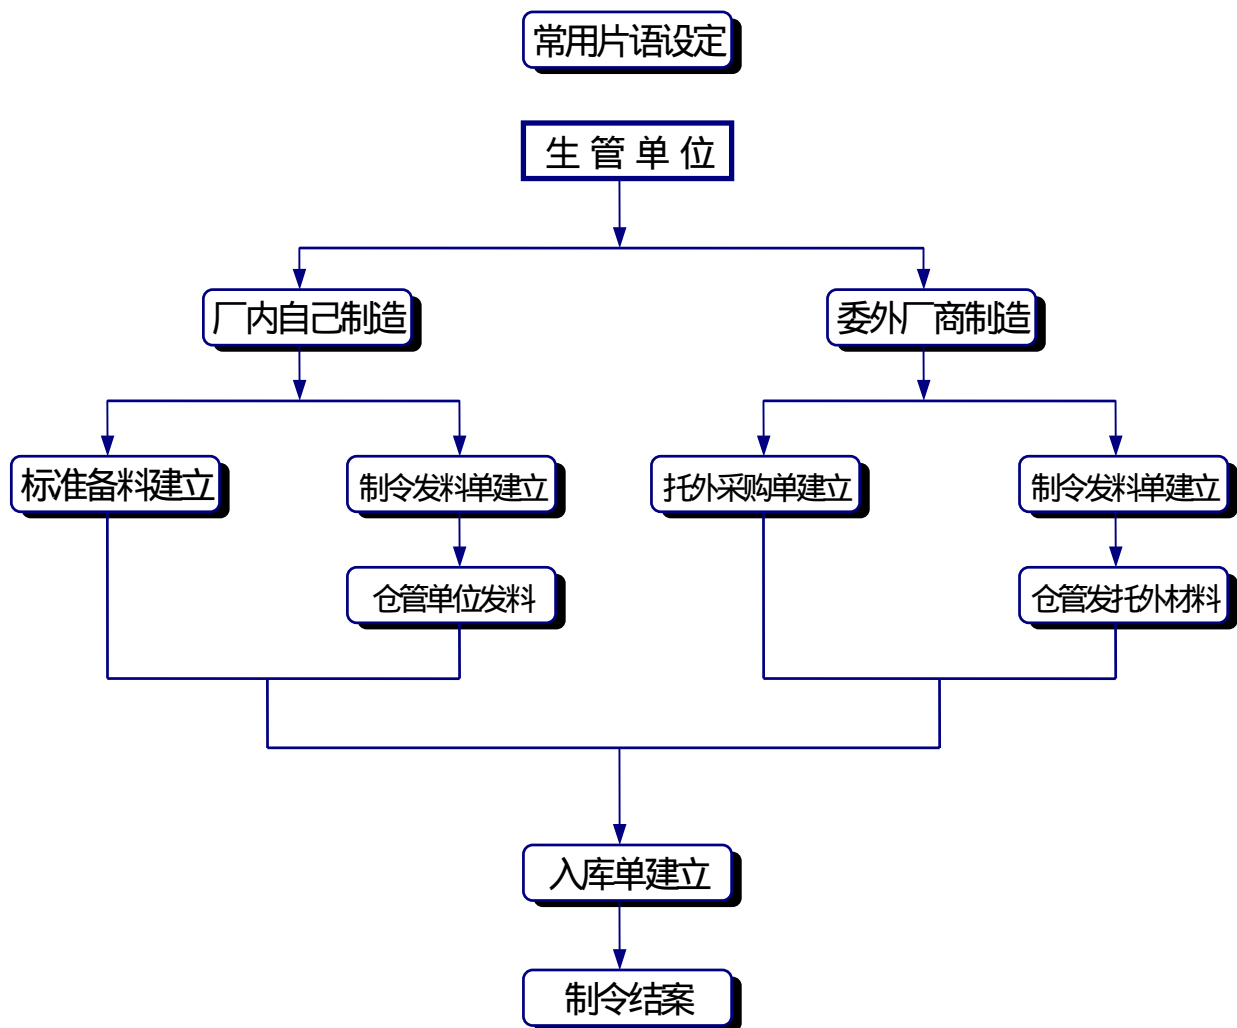 常用片语设定
生管单位
厂内自己制造
委外厂商制造
标准备料建立
制令发料单建立
托外采购单建立
制令发料单建立
仓管单位发料
仓管发托外材料
入库单建立
制令结案